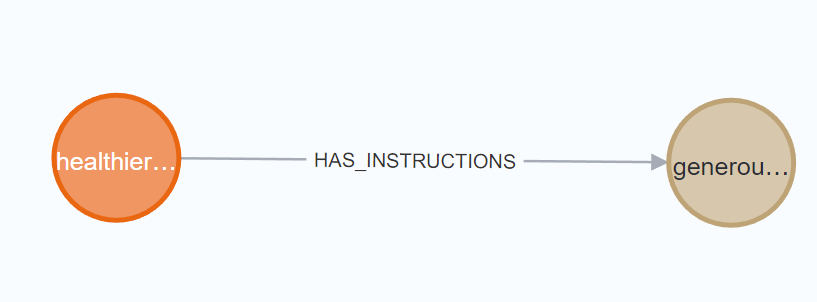 healthier…
HAS_INSTRUCTIONS
generou…